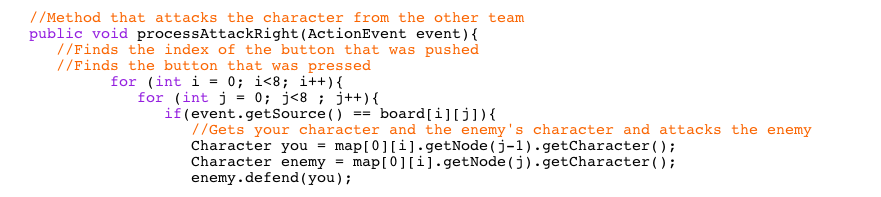 //Method that attacks the character from the other team
public void processAttackRight(ActionEvent event){
//Finds the index of the button that was pushed
//Finds the button that was pressed
for (int i = 0; i<8; i++){
for (int j = 0; j<8 ; j++){
if(event.getSource() == board[i][j]){
//Gets your character and the enemy's character and attacks the enemy
Character you = map[0][i].getNode(j-1).getCharacter();
Character enemy = map[0][i].getNode(j).getCharacter();
enemy.defend(you);